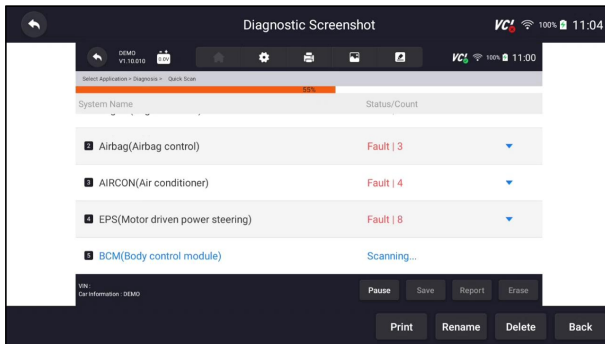 Diagnostic Screenshot
VCI 100% 11:04
DEMO
V1.10.010
0.0V
VCI 100% 11:00
Select Application > Diagnosis > Quick Scan
55%
System Name Status/Count
2 Airbag(Airbag control) Fault | 3
3 AIRCON(Air conditioner) Fault | 4
4 EPS(Motor driven power steering) Fault | 8
5 BCM(Body control module) Scanning...
VIN :
Car Information : DEMO
Pause Save Report Erase
Print Rename Delete Back